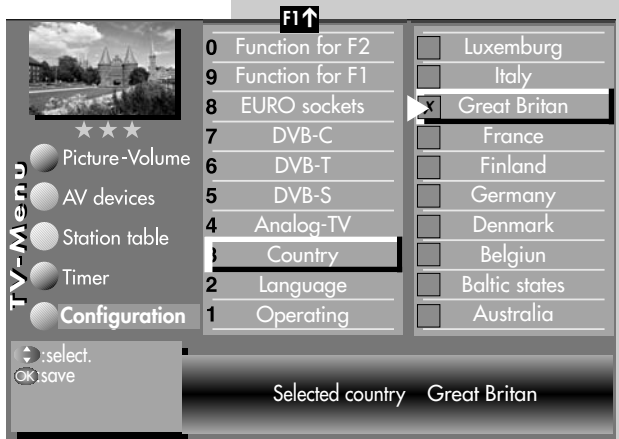 F1↑
0 Function for F2
9 Function for F1
8 EURO sockets
7 DVB-C
6 DVB-T
5 DVB-S
4 Analog-TV
3 Country
2 Language
1 Operating
Luxemburg
Italy
X Great Britan
France
Finland
Germany
Denmark
Belgiun
Baltic states
Australia
TV-Menu
Picture-Volume
AV devices
Station table
Timer
Configuration
:select.
OK:save
Selected country Great Britan